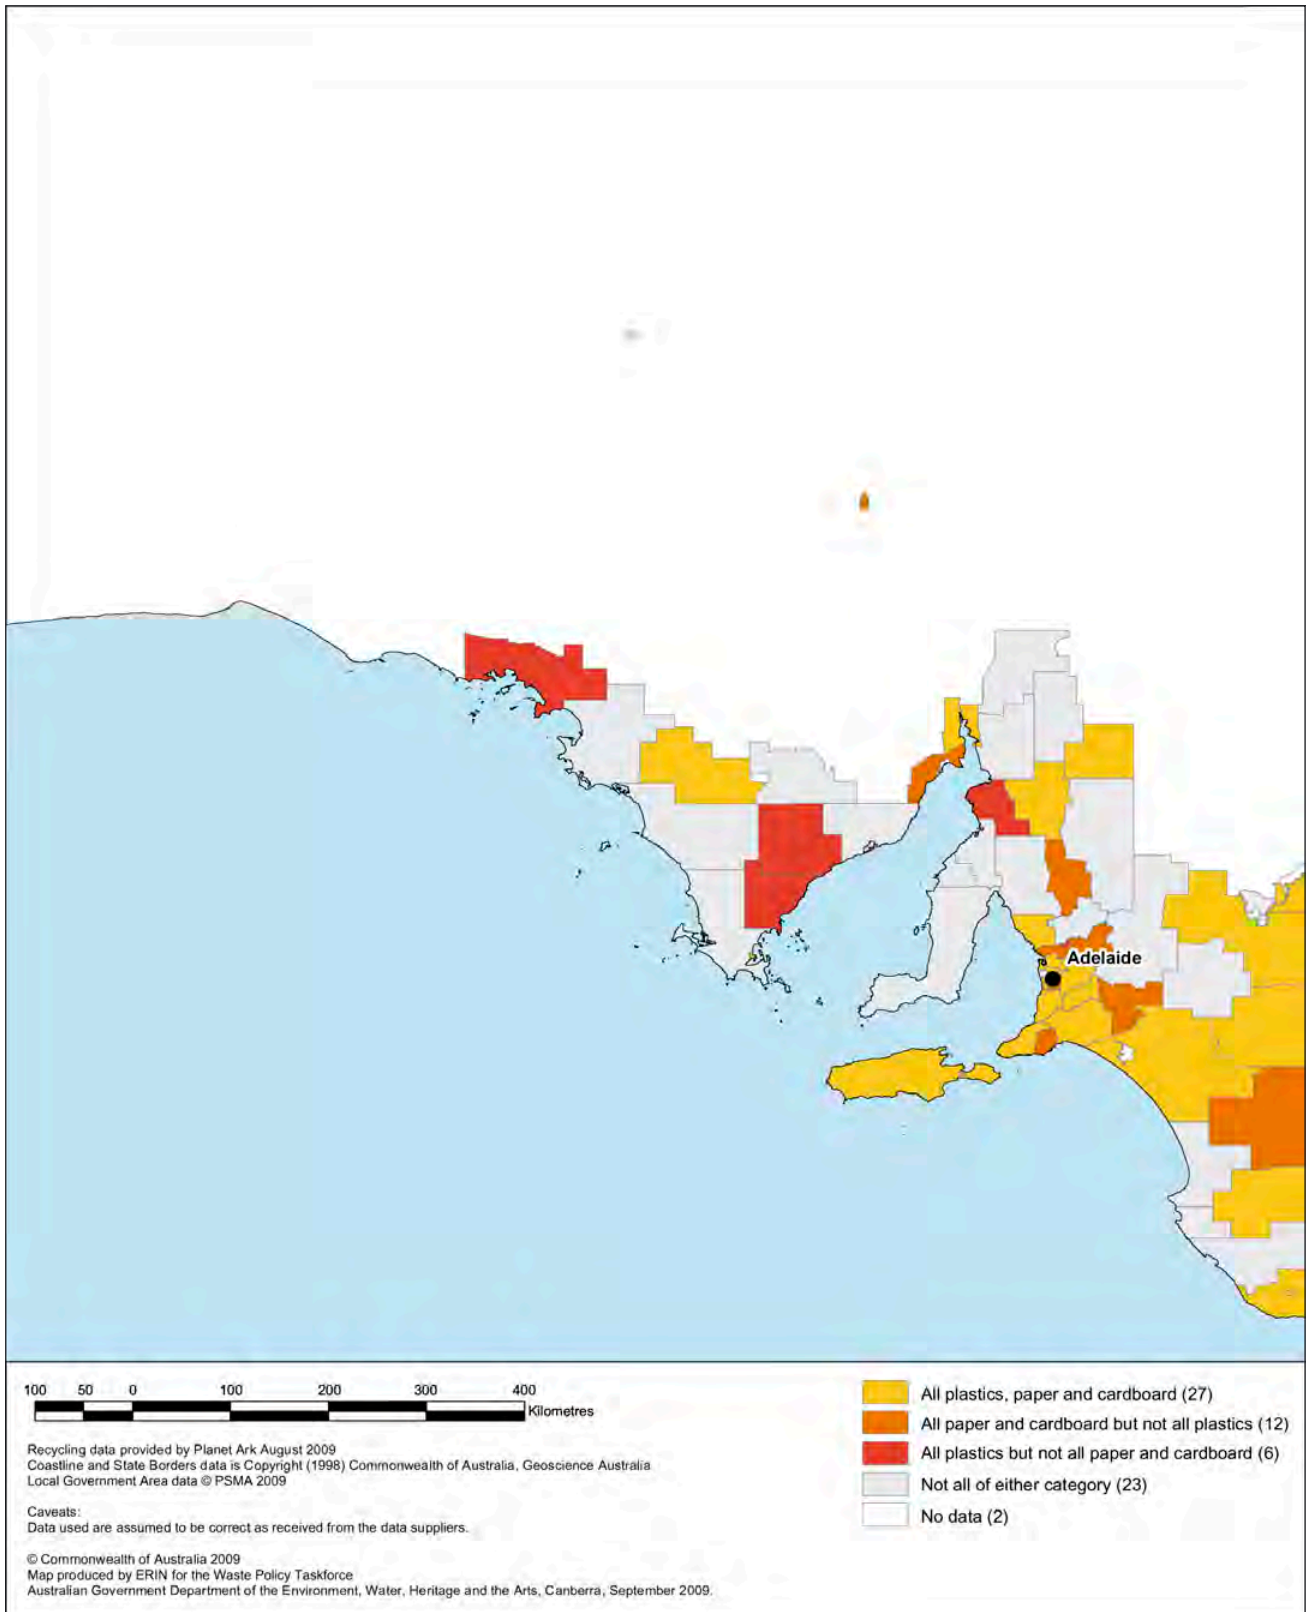 Adelaide
100 50 0 100 200 300 400
Kilometres
Recycling data provided by Planet Ark August 2009
Coastline and State Borders data is Copyright (1998) Commonwealth of Australia, Geoscience Australia
Local Government Area data © PSMA 2009
Caveats:
Data used are assumed to be correct as received from the data suppliers.
© Commonwealth of Australia 2009
Map produced by ERIN for the Waste Policy Taskforce
Australian Government Department of the Environment, Water, Heritage and the Arts, Canberra, September 2009.
All plastics, paper and cardboard (27)
All paper and cardboard but not all plastics (12)
All plastics but not all paper and cardboard (6)
Not all of either category (23)
No data (2)